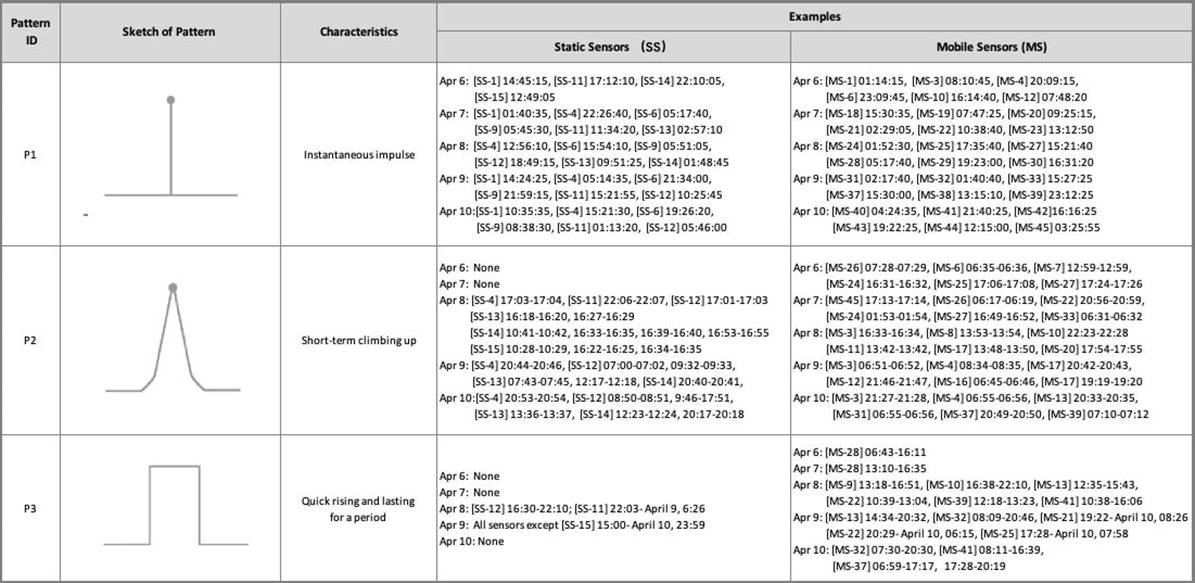 Pattern ID
Sketch of Pattern
Characteristics
Examples
Static Sensors (SS)
Mobile Sensors (MS)
P1
Instantaneous impulse
Apr 6: [SS-1] 14:45:15, [SS-11] 17:12:10, [SS-14] 22:10:05,
[SS-15] 12:49:05
Apr 7: [SS-1] 01:40:35, [SS-4] 22:26:40, [SS-6] 05:17:40,
[SS-9] 05:45:30, [SS-11] 11:34:20, [SS-13] 02:57:10
Apr 8: [SS-4] 12:56:10, [SS-6] 15:54:10, [SS-9] 05:51:05,
[SS-12] 18:49:15, [SS-13] 09:51:25, [SS-14] 01:48:45
Apr 9: [SS-1] 14:24:25, [SS-4] 05:14:35, [SS-6] 21:34:00,
[SS-9] 21:59:15, [SS-11] 15:21:55, [SS-12] 10:25:45
Apr 10:[SS-1] 10:35:35, [SS-4] 15:21:30, [SS-6] 19:26:20,
[SS-9] 08:38:30, [SS-11] 01:13:20, [SS-12] 05:46:00
Apr 6: [MS-1] 01:14:15, [MS-3] 08:10:45, [MS-4] 20:09:15,
[MS-6] 23:09:45, [MS-10] 16:14:40, [MS-12] 07:48:20
Apr 7: [MS-18] 15:30:35, [MS-19] 07:47:25, [MS-20] 09:25:15,
[MS-21] 02:29:05, [MS-22] 10:38:40, [MS-23] 13:12:50
Apr 8: [MS-24] 01:52:30, [MS-25] 17:35:40, [MS-27] 15:21:40
[MS-28] 05:17:40, [MS-29] 19:23:00, [MS-30] 16:31:20
Apr 9: [MS-31] 02:17:40, [MS-32] 01:40:40, [MS-33] 15:27:25
[MS-37] 15:30:00, [MS-38] 13:15:10, [MS-39] 23:12:25
Apr 10: [MS-40] 04:24:35, [MS-41] 21:40:25, [MS-42]16:16:25
[MS-43] 19:22:25, [MS-44] 12:15:00, [MS-45] 03:25:55
P2
Short-term climbing up
Apr 6: None
Apr 7: None
Apr 8: [SS-4] 17:03-17:04, [SS-11] 22:06-22:07, [SS-12] 17:01-17:03
[SS-13] 16:18-16:20, 16:27-16:29
[SS-14] 10:41-10:42, 16:33-16:35, 16:39-16:40, 16:53-16:55
[SS-15] 10:28-10:29, 16:22-16:25, 16:34-16:35
Apr 9: [SS-4] 20:44-20:46, [SS-12] 07:00-07:02, 09:32-09:33,
[SS-13] 07:43-07:45, 12:17-12:18, [SS-14] 20:40-20:41,
Apr 10:[SS-4] 20:53-20:54, [SS-12] 08:50-08:51, 9:46-17:51,
[SS-13] 13:36-13:37, [SS-14] 12:23-12:24, 20:17-20:18
Apr 6: [MS-26] 07:28-07:29, [MS-6] 06:35-06:36, [MS-7] 12:59-12:59,
[MS-24] 16:31-16:32, [MS-25] 17:06-17:08, [MS-27] 17:24-17:26
Apr 7: [MS-45] 17:13-17:14, [MS-26] 06:17-06:19, [MS-22] 20:56-20:59,
[MS-24] 01:53-01:54, [MS-27] 16:49-16:52, [MS-33] 06:31-06:32
Apr 8: [MS-3] 16:33-16:34, [MS-8] 13:53-13:54, [MS-10] 22:23-22:28
[MS-11] 13:42-13:42, [MS-17] 13:48-13:50, [MS-20] 17:54-17:55
Apr 9: [MS-3] 06:51-06:52, [MS-4] 08:34-08:35, [MS-17] 20:42-20:43,
[MS-12] 21:46-21:47, [MS-16] 06:45-06:46, [MS-17] 19:19-19:20
Apr 10: [MS-3] 21:27-21:28, [MS-4] 06:55-06:56, [MS-13] 20:33-20:35,
[MS-31] 06:55-06:56, [MS-37] 20:49-20:50, [MS-39] 07:10-07:12
P3
Quick rising and lasting
for a period
Apr 6: None
Apr 7: None
Apr 8: [SS-12] 16:30-22:10; [SS-11] 22:03- April 9, 6:26
Apr 9: All sensors except [SS-15] 15:00- April 10, 23:59
Apr 10: None
Apr 6: [MS-28] 06:43-16:11
Apr 7: [MS-28] 13:10-16:35
Apr 8: [MS-9] 13:18-16:51, [MS-10] 16:38-22:10, [MS-13] 12:35-15:43,
[MS-22] 10:39-13:04, [MS-39] 12:18-13:23, [MS-41] 10:38-16:06
Apr 9: [MS-13] 14:34-20:32, [MS-32] 08:09-20:46, [MS-21] 19:22- April 10, 08:26
[MS-22] 20:29- April 10, 06:15, [MS-25] 17:28- April 10, 07:58
Apr 10: [MS-32] 07:30-20:30, [MS-41] 08:11-16:39,
[MS-37] 06:59-17:17, 17:28-20:19